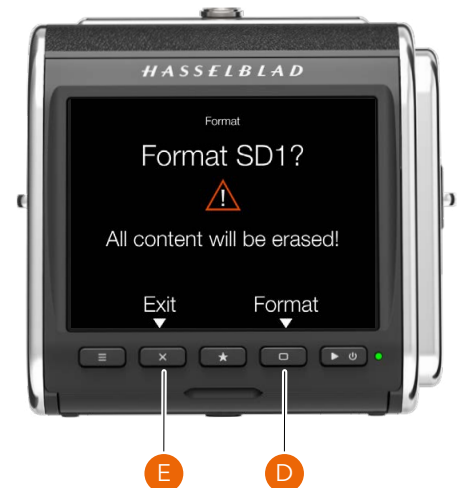 HASSELBLAD
Format
Format SD1?
!
All content will be erased!
Exit Format
E D